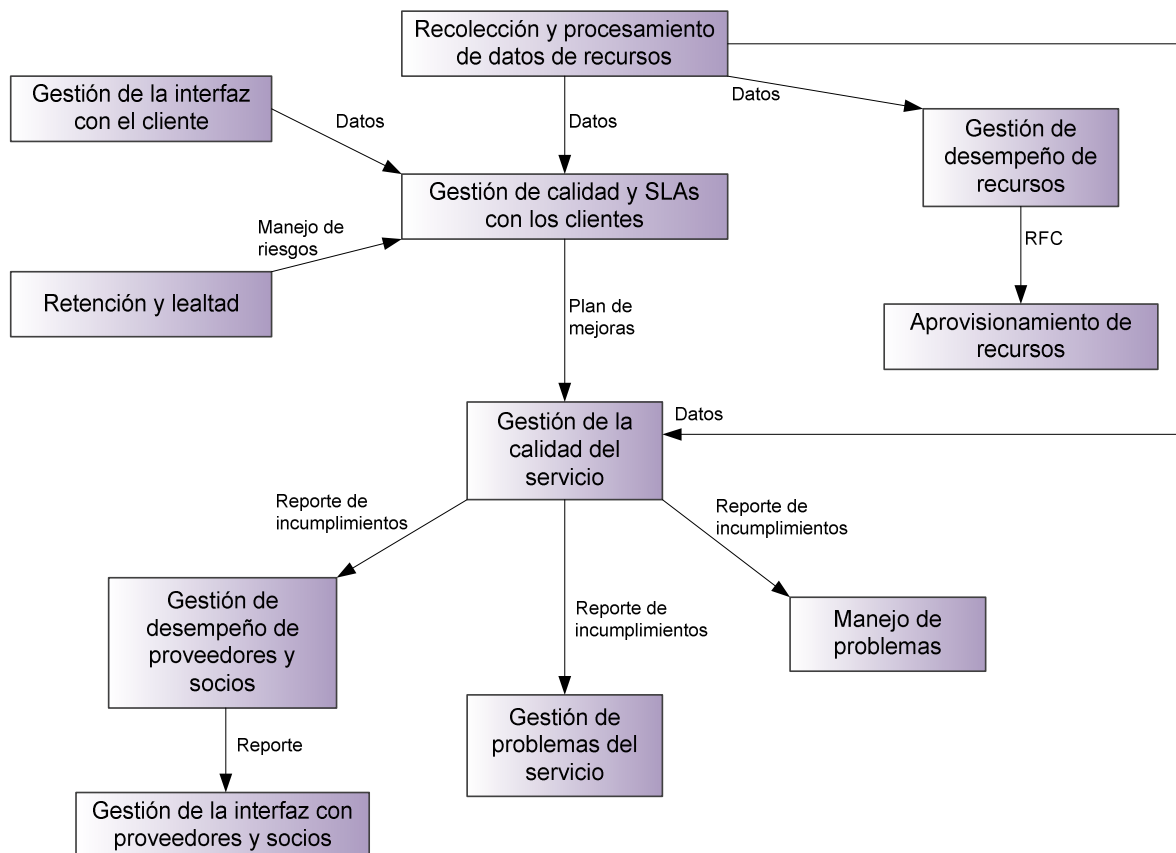 Recolección y procesamiento
de datos de recursos
Gestión de la interfaz
con el cliente
Datos
Datos
Datos
Gestión de
desempeño de
recursos
Gestión de calidad y SLAs
con los clientes
Manejo de
riesgos
RFC
Retención y lealtad
Plan de
mejoras
Aprovisionamiento de
recursos
Gestión de la
calidad del
servicio
Datos
Reporte de
incumplimientos
Reporte de
incumplimientos
Reporte de
incumplimientos
Gestión de
desempeño de
proveedores y
socios
Manejo de
problemas
Gestión de
problemas del
servicio
Reporte
Gestión de la interfaz con
proveedores y socios